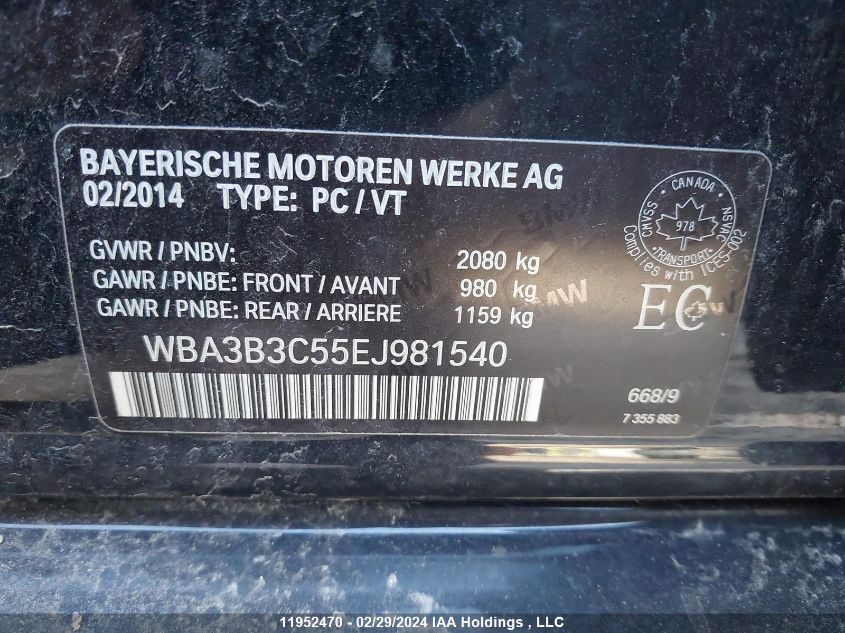 BAYERISCHE MOTOREN WERKE AG
02/2014 TYPE: PC / VT
GVWR / PNBV: 2080 kg
GAWR / PNBE: FRONT / AVANT 980 kg
GAWR / PNBE: REAR / ARRIERE 1159 kg
WBA3B3C55EJ981540
CANADA
CMVSS
NSVAC
978
TRANSPORT
Complies with ICES-002
EC
668/9
7 355 883
BMW
MW
11952470 - 02/29/2024 IAA Holdings , LLC